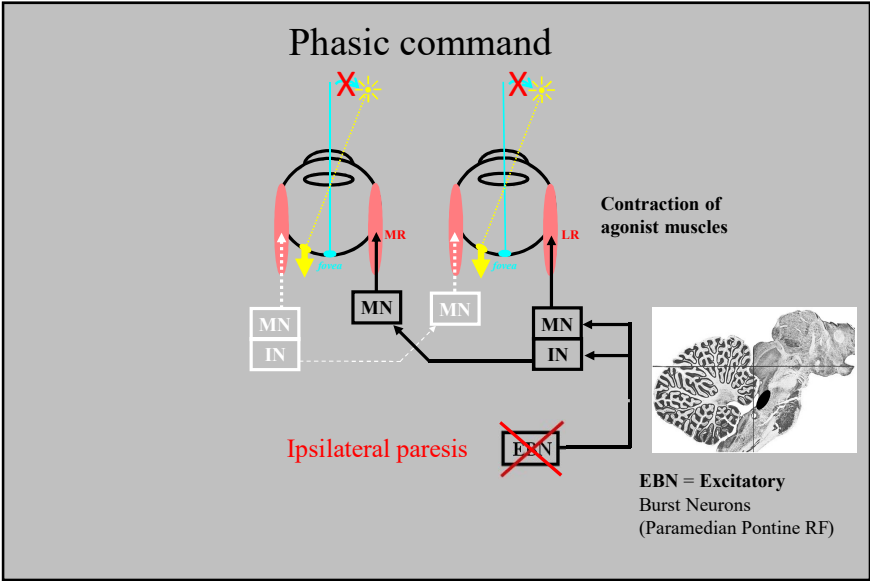 Phasic command
X
X
Contraction of
agonist muscles
MR
LR
fovea
fovea
MN
MN
MN
MN
IN
IN
Ipsilateral paresis
EBN
EBN = Excitatory
Burst Neurons
(Paramedian Pontine RF)